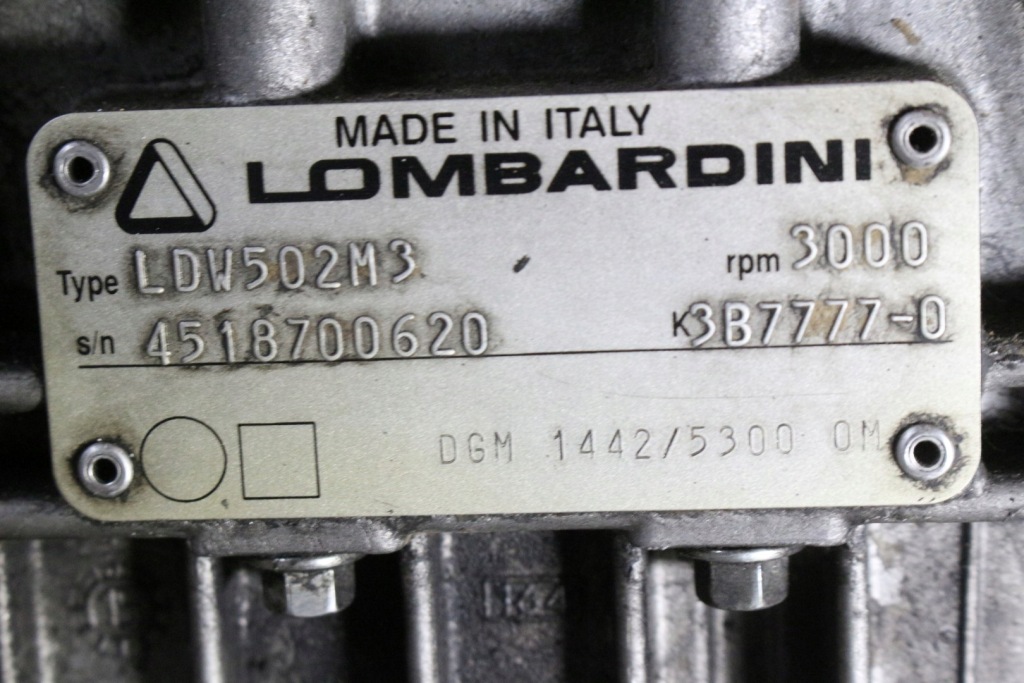 MADE IN ITALY
LOMBARDINI
Type LDW502M3 rpm 3000
s/n 4518700620 K3B7777-0
DGM 1442/5300 OM